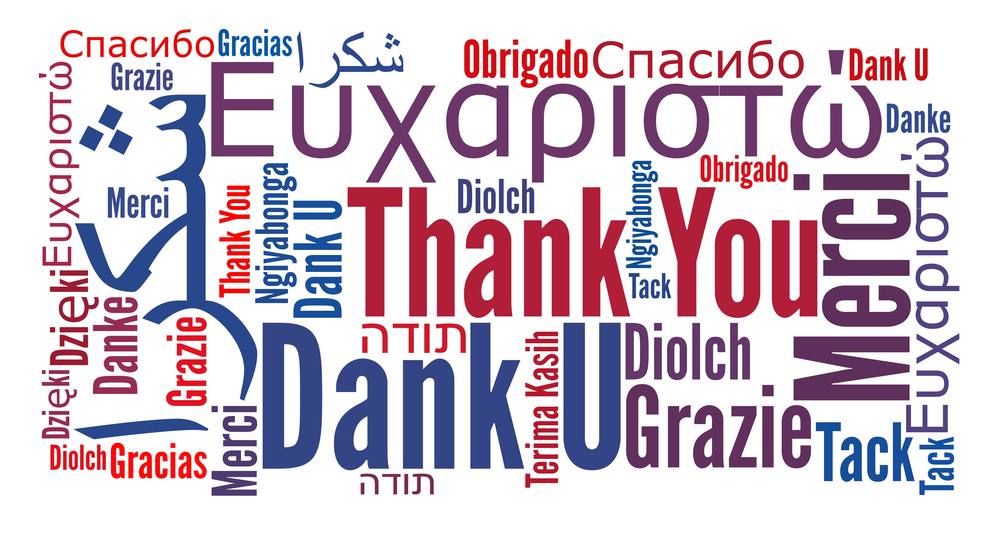 Спасибо
Gracias
شكرا
Obrigado
Спасибо
Dank U
Grazie
Ευχαριστώ
Ευχαριστώ
Danke
شكرا
Merci
Thank You
Ngiyabonga
Dank U
Diolch
Ngiyabonga
Obrigado
Thank You
Tack
Merci
Ευχαριστώ
Dzięki
Danke
Grazie
תודה
Dank U
Terima Kasih
Diolch
Grazie
Dzięki
Diolch
Gracias
Merci
תודה
Tack
Tack